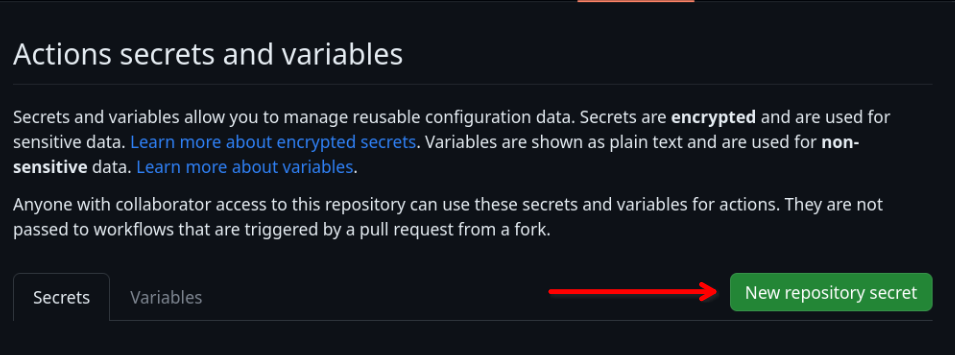 Actions secrets and variables
Secrets and variables allow you to manage reusable configuration data. Secrets are encrypted and are used for
sensitive data. Learn more about encrypted secrets. Variables are shown as plain text and are used for non-
sensitive data. Learn more about variables.
Anyone with collaborator access to this repository can use these secrets and variables for actions. They are not
passed to workflows that are triggered by a pull request from a fork.
Secrets Variables New repository secret